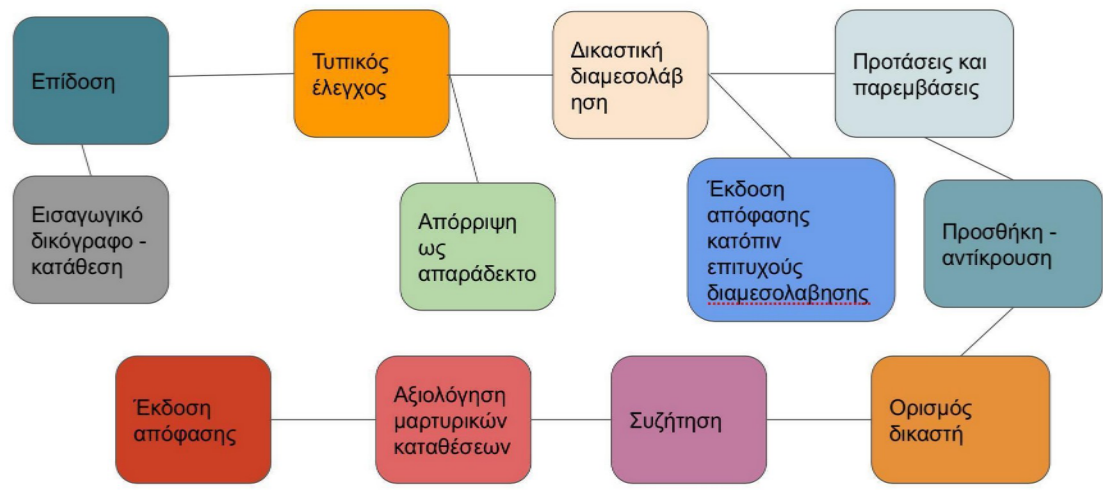 Επίδοση
Τυπικός
έλεγχος
Δικαστική
διαμεσολάβ
ηση
Προτάσεις και
παρεμβάσεις
Εισαγωγικό
δικόγραφο -
κατάθεση
Απόρριψη
ως
απαράδεκτο
Έκδοση
απόφασης
κατόπιν
επιτυχούς
διαμεσολαβησης
Προσθήκη -
αντίκρουση
Έκδοση
απόφασης
Αξιολόγηση
μαρτυρικών
καταθέσεων
Συζήτηση
Ορισμός
δικαστή